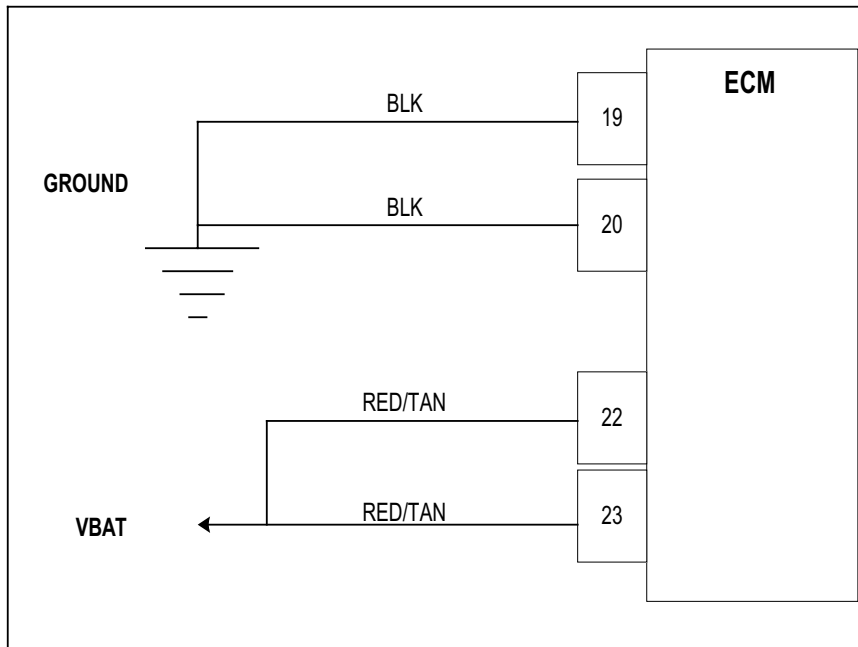 ECM
BLK
19
GROUND
BLK
20
RED/TAN
22
VBAT
RED/TAN
23